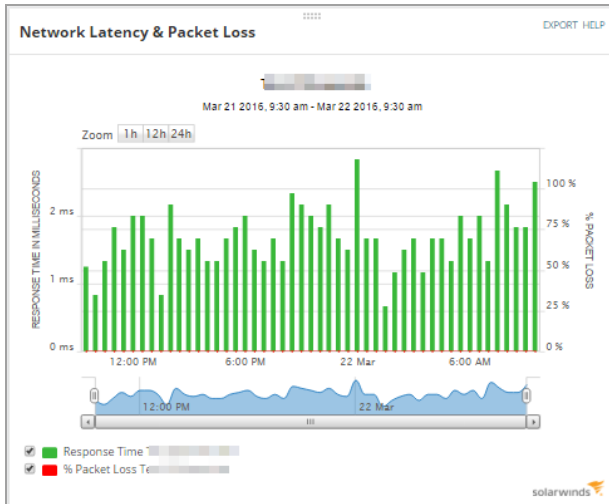 Network Latency & Packet Loss
EXPORT HELP
Mar 21 2016, 9:30 am - Mar 22 2016, 9:30 am
Zoom 1h 12h 24h
RESPONSE TIME IN MILLISECONDS
2 ms
1 ms
0 ms
100 %
75 %
50 %
25 %
0 %
% PACKET LOSS
12:00 PM
6:00 PM
22 Mar
6:00 AM
12:00 PM
22 Mar
Response Time
% Packet Loss
solarwinds